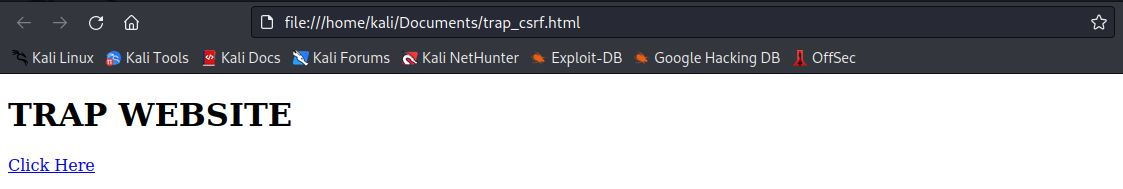 file:///home/kali/Documents/trap_csrf.html
Kali Linux Kali Tools Kali Docs Kali Forums Kali NetHunter Exploit-DB Google Hacking DB OffSec
TRAP WEBSITE
Click Here